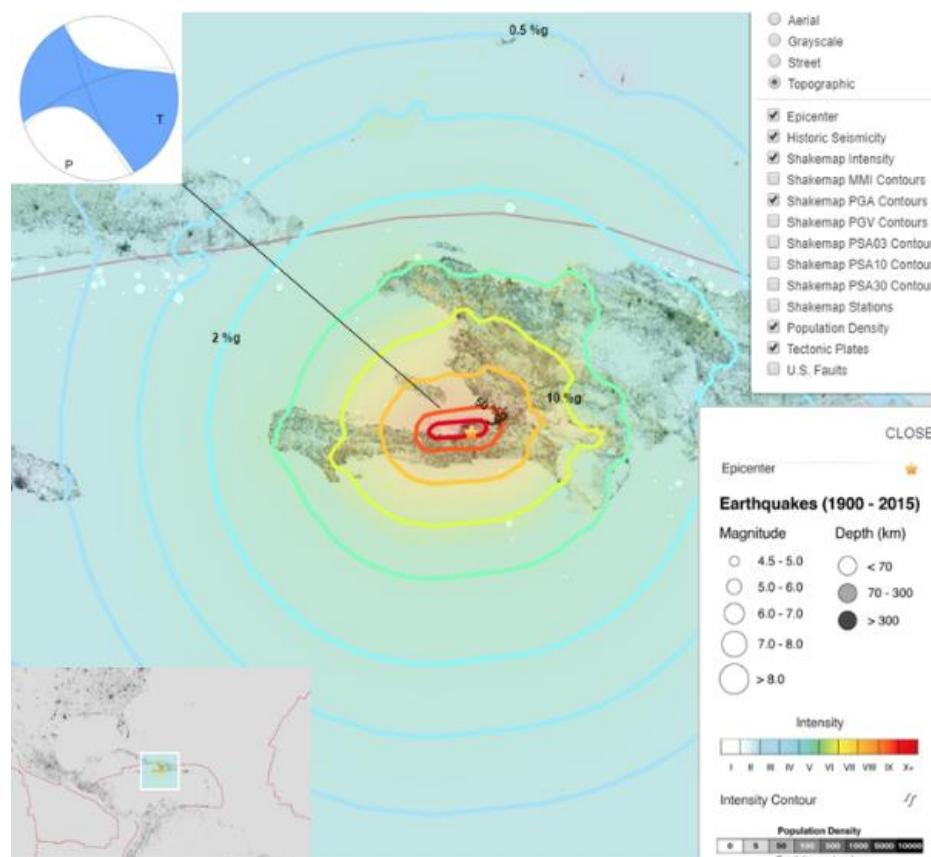 T
P
0.5 %g
2 %g
10 %g
Aerial
Grayscale
Street
Topographic
Epicenter
Historic Seismicity
Shakemap Intensity
Shakemap MMI Contours
Shakemap PGA Contours
Shakemap PGV Contours
Shakemap PSA03 Contour
Shakemap PSA10 Contour
Shakemap PSA30 Contour
Shakemap Stations
Population Density
Tectonic Plates
U.S. Faults
CLOSE
Epicenter
Earthquakes (1900 - 2015)
Magnitude Depth (km)
4.5 - 5.0 < 70
5.0 - 6.0 70 - 300
6.0 - 7.0 > 300
7.0 - 8.0
> 8.0
Intensity
I II III IV V VI VII VIII IX X+
Intensity Contour
Population Density
0 5 50 100 500 1000 5000 10000